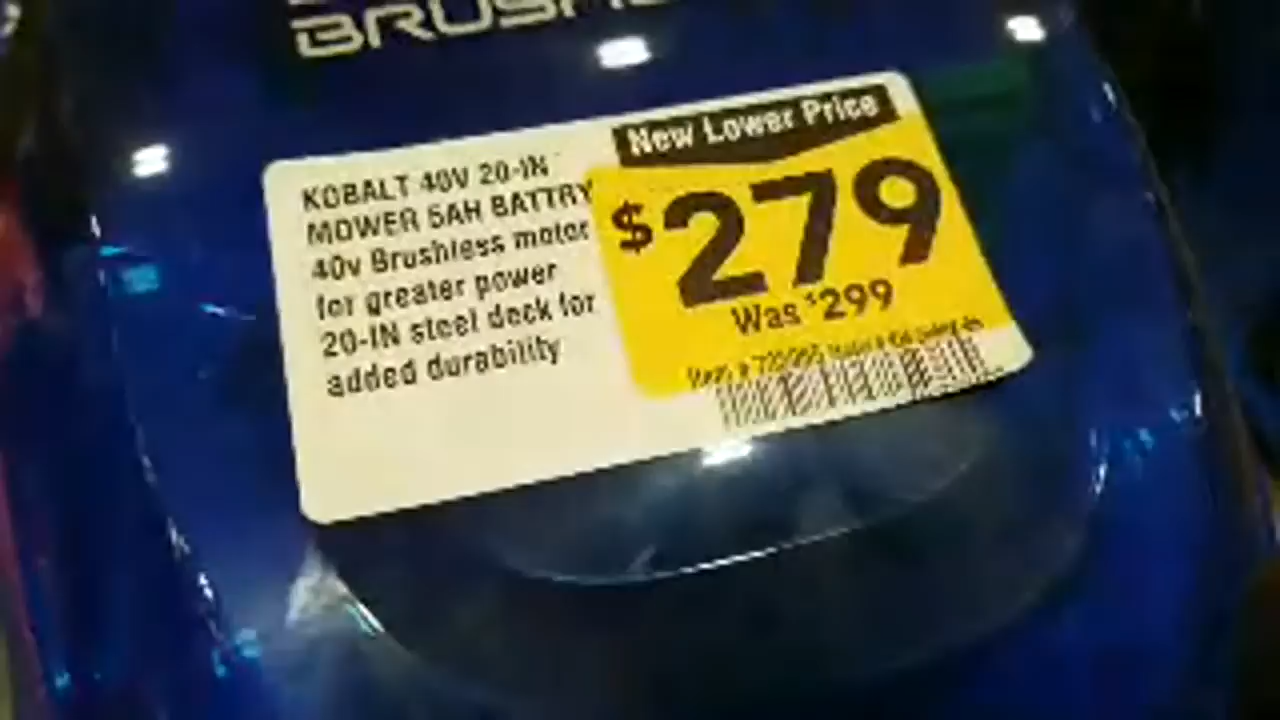 KOBALT 40V 20-IN
MOWER 5AH BATTRY
40v Brushless motor
for greater power
20-IN steel deck for
added durability
New Lower Price
$279
Was $299